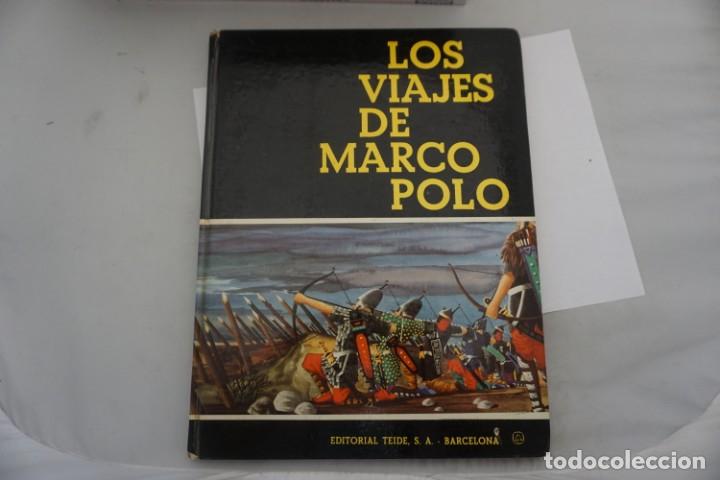 LOS
VIAJES
DE
MARCO
POLO
EDITORIAL TEIDE, S. A. - BARCELONA
todocoleccion